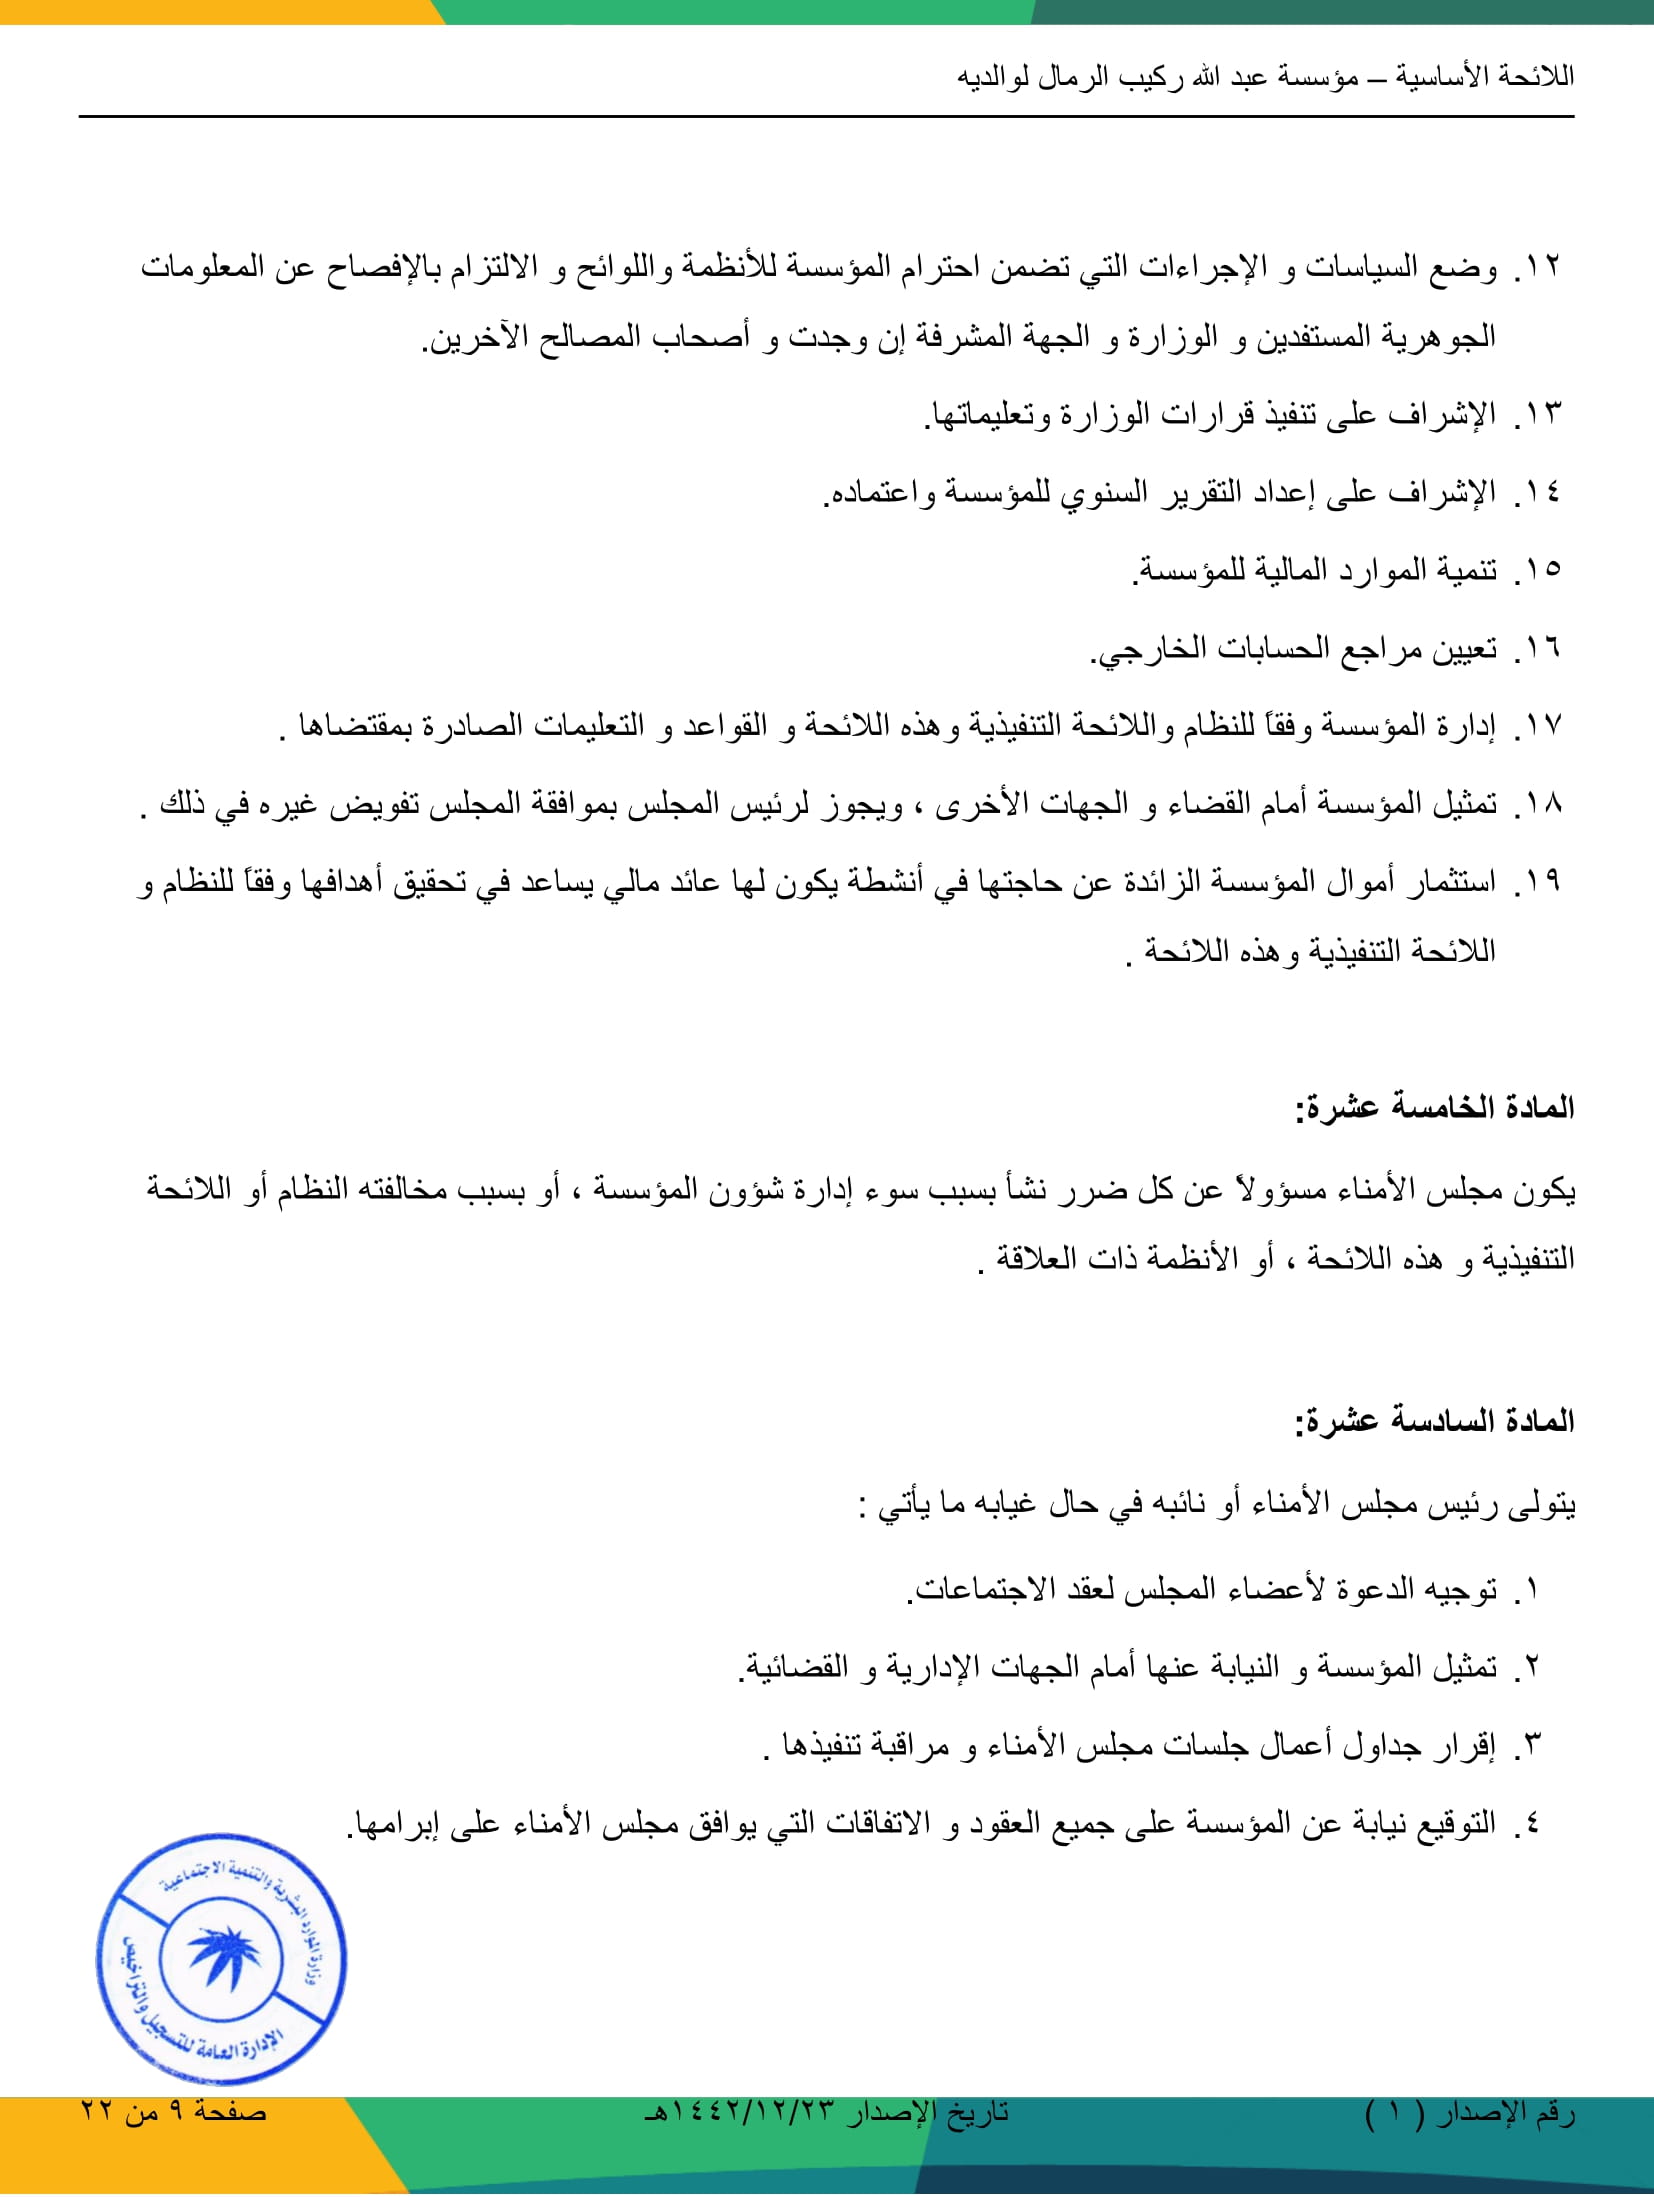 اللائحة الأساسية – مؤسسة عبد الله ركيب الرمال لوالديه
١٢. وضع السياسات و الإجراءات التي تضمن احترام المؤسسة للأنظمة واللوائح و الالتزام بالإفصاح عن المعلومات
الجوهرية المستفدين و الوزارة و الجهة المشرفة إن وجدت و أصحاب المصالح الآخرين.
١٣. الإشراف على تنفيذ قرارات الوزارة وتعليماتها.
١٤. الإشراف على إعداد التقرير السنوي للمؤسسة واعتماده.
١٥. تنمية الموارد المالية للمؤسسة.
١٦. تعيين مراجع الحسابات الخارجي.
١٧. إدارة المؤسسة وفقاً للنظام واللائحة التنفيذية وهذه اللائحة و القواعد و التعليمات الصادرة بمقتضاها .
١٨. تمثيل المؤسسة أمام القضاء و الجهات الأخرى ، ويجوز لرئيس المجلس بموافقة المجلس تفويض غيره في ذلك .
١٩. استثمار أموال المؤسسة الزائدة عن حاجتها في أنشطة يكون لها عائد مالي يساعد في تحقيق أهدافها وفقاً للنظام و
اللائحة التنفيذية وهذه اللائحة .
المادة الخامسة عشرة:
يكون مجلس الأمناء مسؤولاً عن كل ضرر نشأ بسبب سوء إدارة شؤون المؤسسة ، أو بسبب مخالفته النظام أو اللائحة
التنفيذية و هذه اللائحة ، أو الأنظمة ذات العلاقة .
المادة السادسة عشرة:
يتولى رئيس مجلس الأمناء أو نائبه في حال غيابه ما يأتي :
١. توجيه الدعوة لأعضاء المجلس لعقد الاجتماعات.
٢. تمثيل المؤسسة و النيابة عنها أمام الجهات الإدارية و القضائية.
٣. إقرار جداول أعمال جلسات مجلس الأمناء و مراقبة تنفيذها .
٤. التوقيع نيابة عن المؤسسة على جميع العقود و الاتفاقات التي يوافق مجلس الأمناء على إبرامها.
وزارة الموارد البشرية والتنمية الاجتماعية
الإدارة العامة للتسجيل والتراخيص
رقم الإصدار ( ١ )
تاريخ الإصدار ١٤٤٢/١٢/٢٣هـ
صفحة ٩ من ٢٢